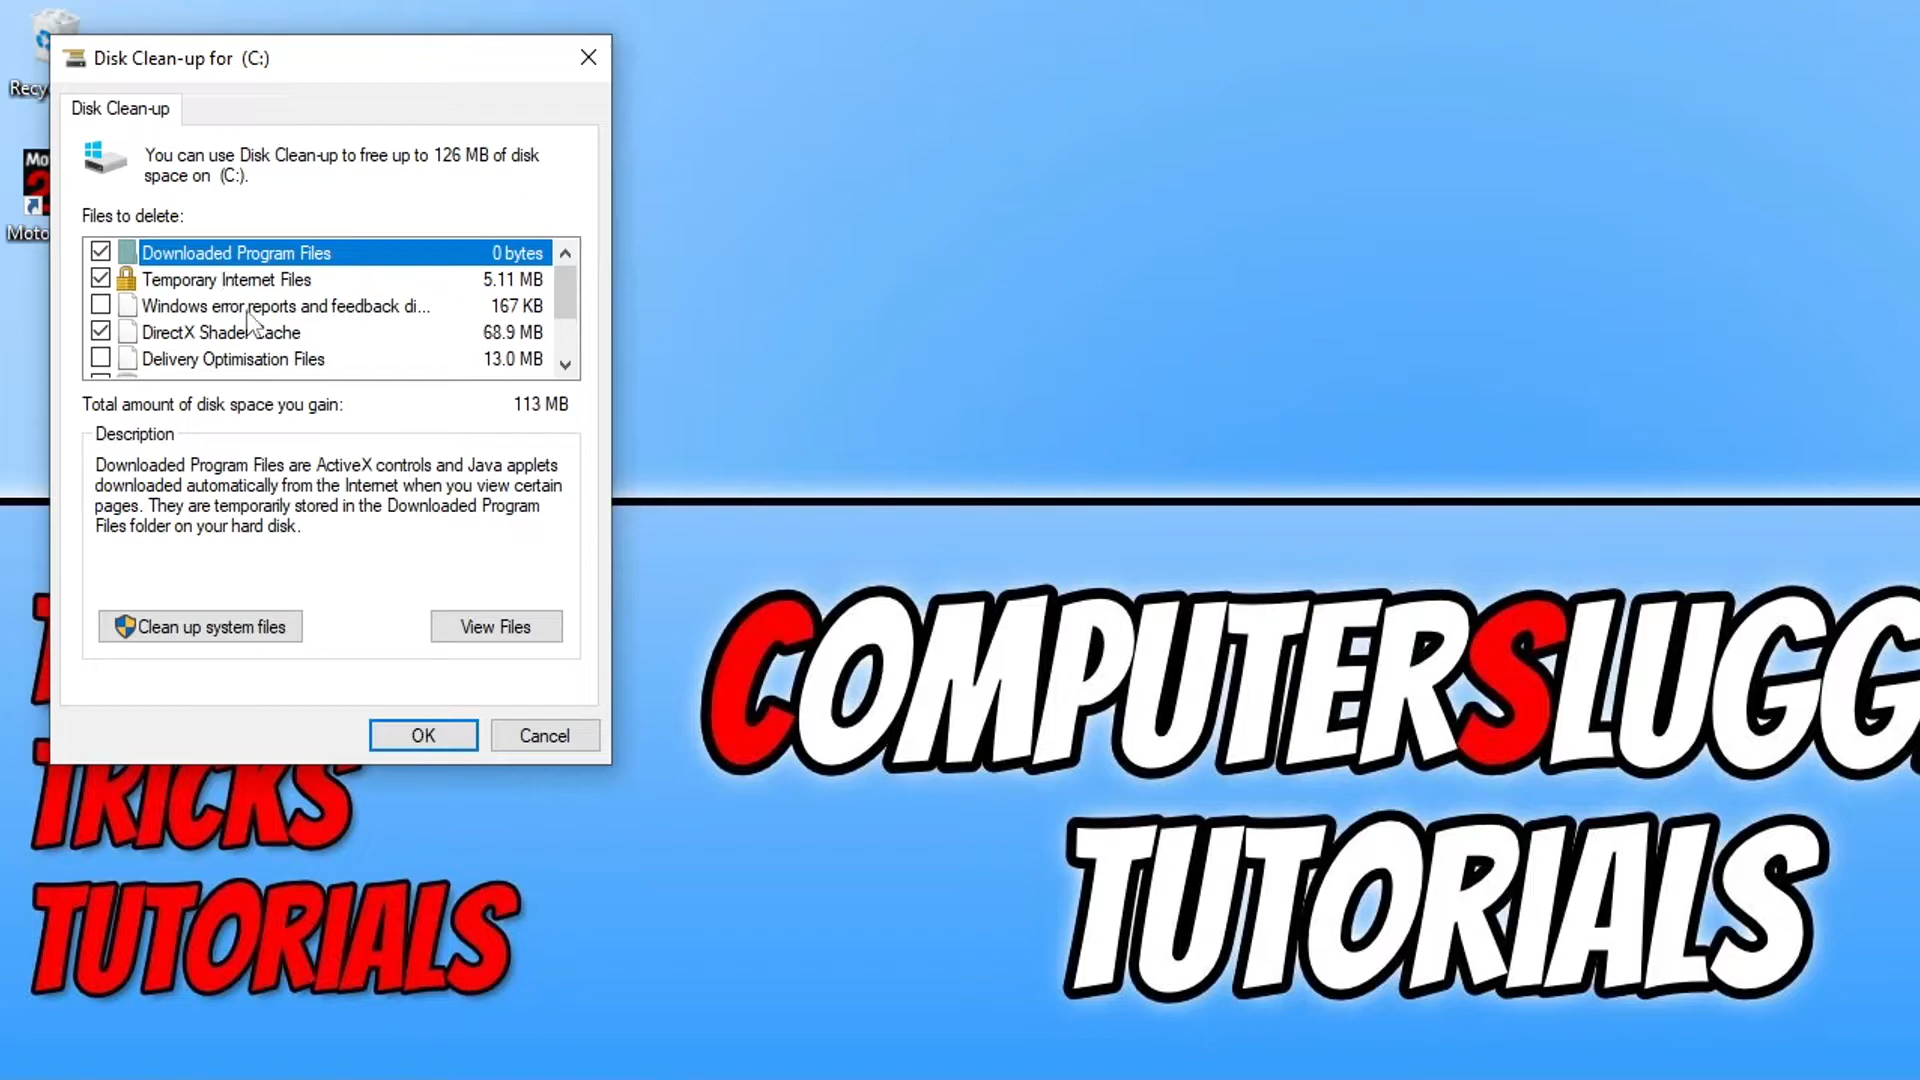 Recy
Moto
Disk Clean-up for (C:)
Disk Clean-up
You can use Disk Clean-up to free up to 126 MB of disk
space on (C:).
Files to delete:
Downloaded Program Files 0 bytes
Temporary Internet Files 5.11 MB
Windows error reports and feedback di... 167 KB
DirectX Shader Cache 68.9 MB
Delivery Optimisation Files 13.0 MB
Total amount of disk space you gain: 113 MB
Description
Downloaded Program Files are ActiveX controls and Java applets
downloaded automatically from the Internet when you view certain
pages. They are temporarily stored in the Downloaded Program
Files folder on your hard disk.
Clean up system files View Files
OK Cancel
TRICKS
TUTORIALS
COMPUTERSLUGG
TUTORIALS